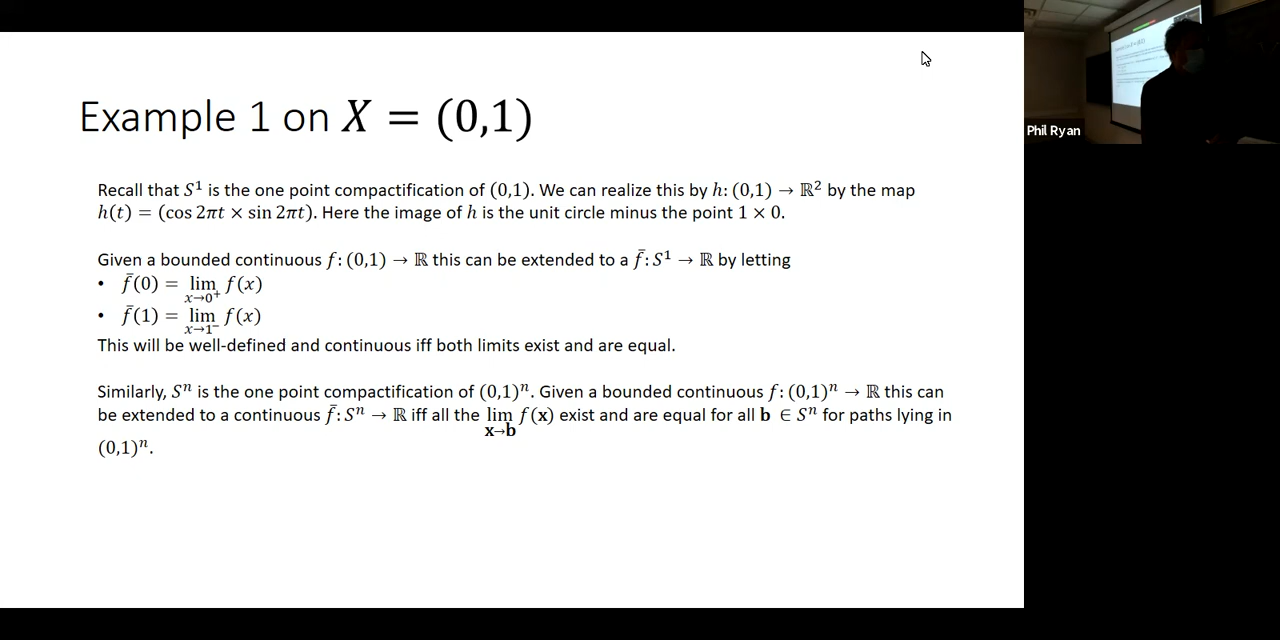 Example 1 on X = (0,1)
Recall that S¹ is the one point compactification of (0,1). We can realize this by h: (0,1) → ℝ² by the map
h(t) = (cos 2πt × sin 2πt). Here the image of h is the unit circle minus the point 1 × 0.
Given a bounded continuous f: (0,1) → ℝ this can be extended to a f̄: S¹ → ℝ by letting
• f̄(0) = lim_{x→0⁺} f(x)
• f̄(1) = lim_{x→1⁻} f(x)
This will be well-defined and continuous iff both limits exist and are equal.
Similarly, Sⁿ is the one point compactification of (0,1)ⁿ. Given a bounded continuous f: (0,1)ⁿ → ℝ this can
be extended to a continuous f̄: Sⁿ → ℝ iff all the lim_{𝐱→𝐛} f(𝐱) exist and are equal for all 𝐛 ∈ Sⁿ for paths lying in
(0,1)ⁿ.
Phil Ryan